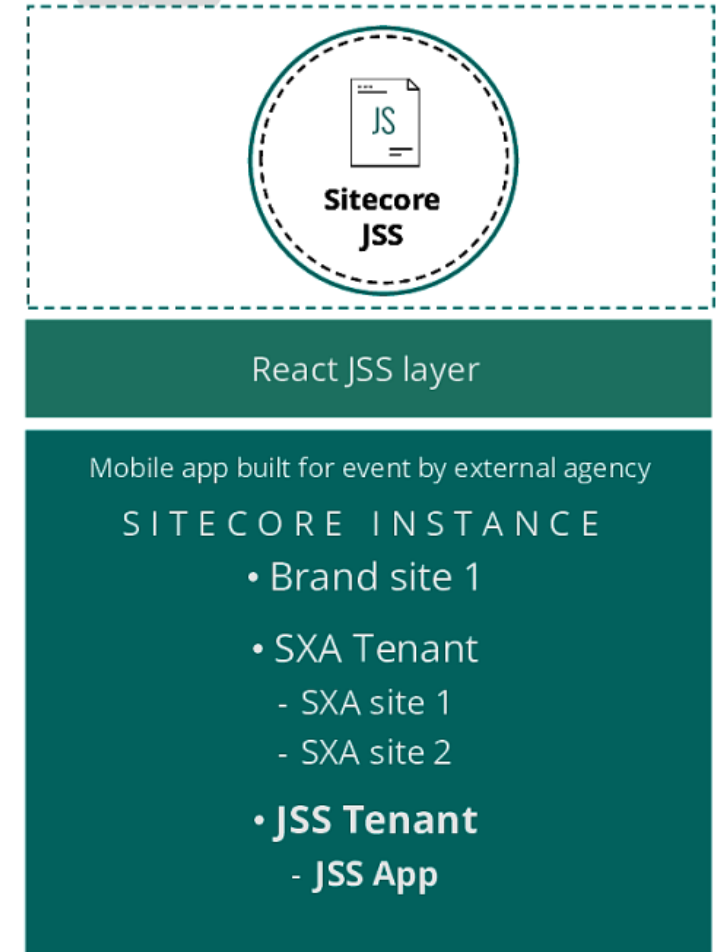 JS
Sitecore
JSS
React JSS layer
Mobile app built for event by external agency
SITECORE INSTANCE
• Brand site 1
• SXA Tenant
- SXA site 1
- SXA site 2
• JSS Tenant
- JSS App